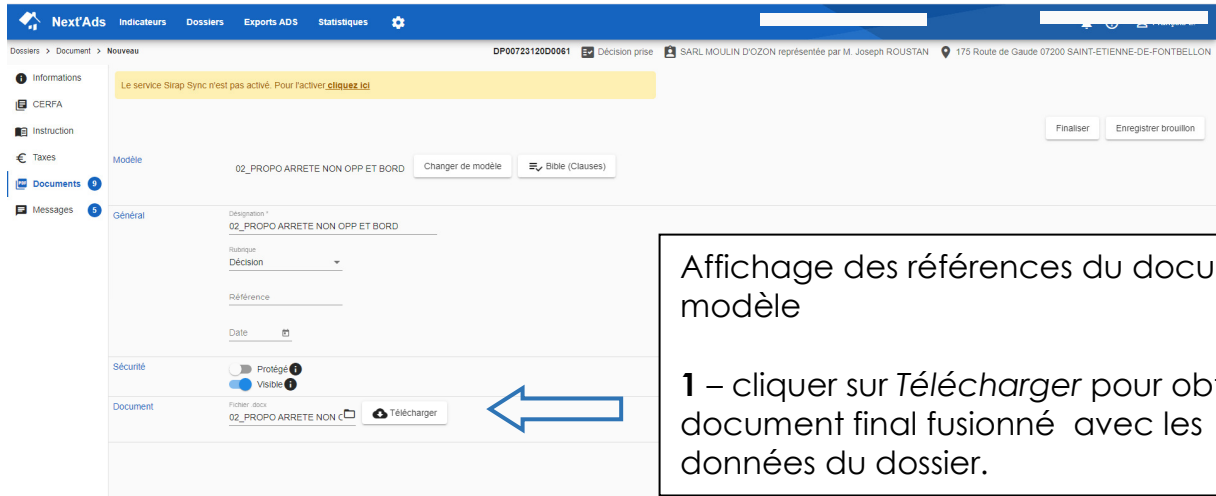 Next'Ads Indicateurs Dossiers Exports ADS Statistiques
Dossiers > Document > Nouveau DP00723120D0061 Décision prise SARL MOULIN D'OZON représentée par M. Joseph ROUSTAN 175 Route de Gaude 07200 SAINT-ETIENNE-DE-FONTBELLON
Informations
Le service Sirap Sync n'est pas activé. Pour l'activer cliquez ici
CERFA
Instruction
Finaliser Enregistrer brouillon
Taxes
Modèle 02_PROPO ARRETE NON OPP ET BORD Changer de modèle Bible (Clauses)
Documents 9
Messages 5
Général
Désignation *
02_PROPO ARRETE NON OPP ET BORD
Rubrique
Décision
Référence
Date
Sécurité
Protégé
Visible
Document
Fichier .docx
02_PROPO ARRETE NON Télécharger
Affichage des références du docu
modèle
1 – cliquer sur Télécharger pour ob
document final fusionné avec les
données du dossier.